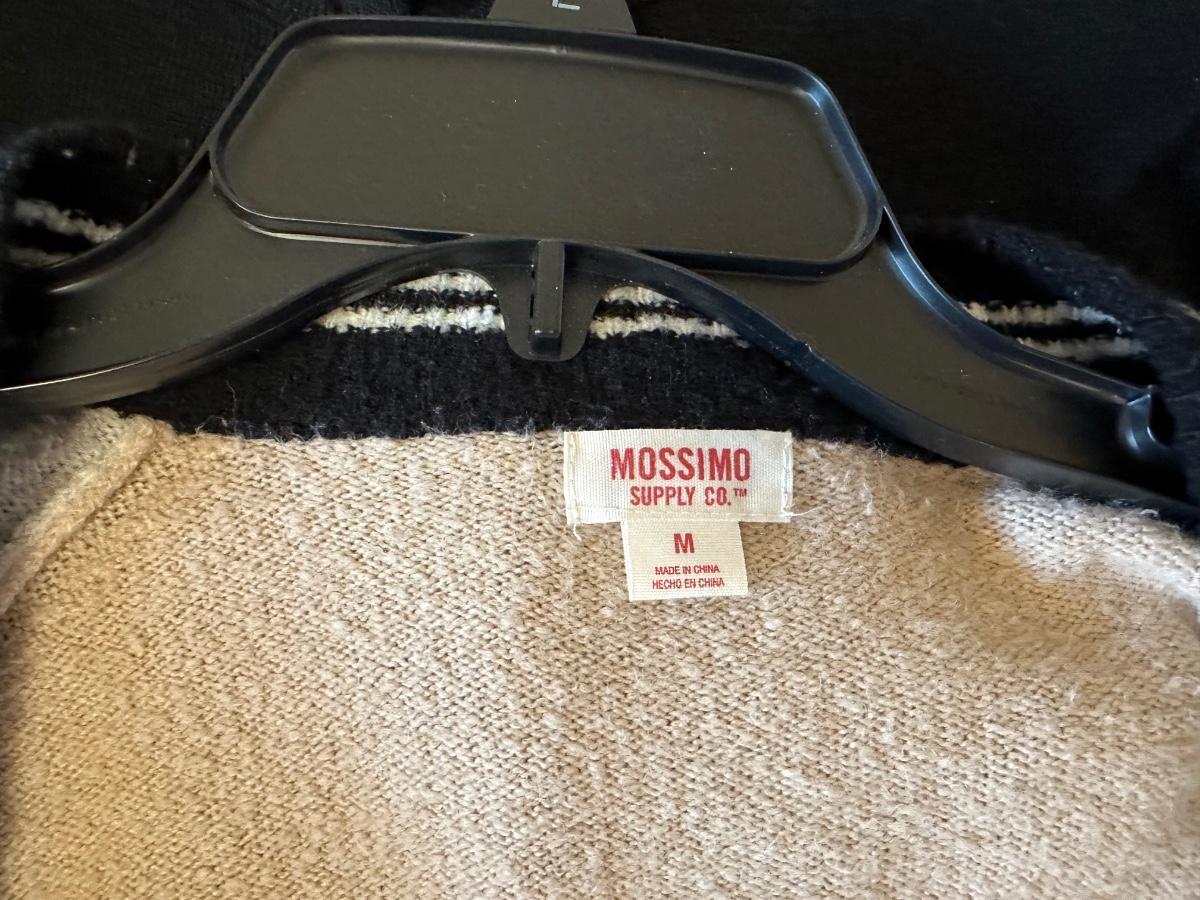 MOSSIMO
SUPPLY CO.™
M
MADE IN CHINA
HECHO EN CHINA